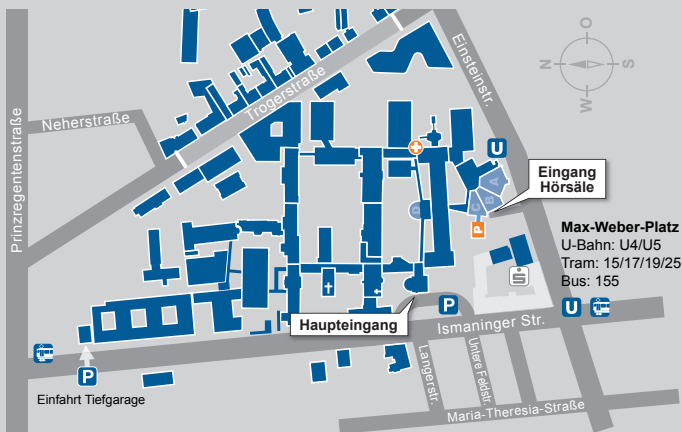 Prinzregentenstraße
Neherstraße
Trogerstraße
Einsteinstr.
O
N
S
W
U
Eingang
Hörsäle
A
B
C
D
P
Max-Weber-Platz
U-Bahn: U4/U5
Tram: 15/17/19/25
Bus: 155
Haupteingang
P
Ismaninger Str.
U
Langerstr.
Untere Feldstr.
Maria-Theresia-Straße
P
Einfahrt Tiefgarage